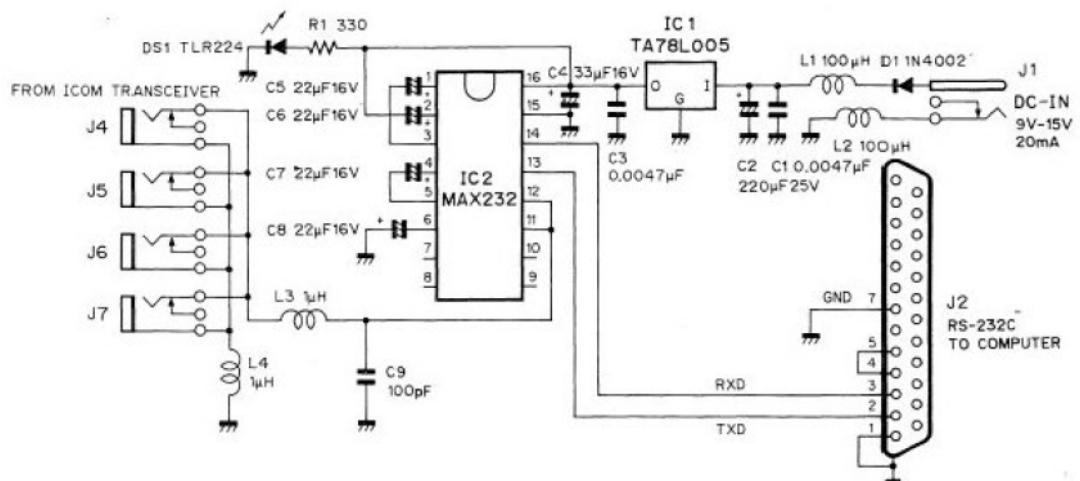 DS1 TLR224
R1 330
IC1
TA78L005
L1 100μH
D1 1N4002
J1
DC-IN
9V-15V
20mA
L2 100μH
FROM ICOM TRANSCEIVER
J4
J5
J6
J7
C5 22μF16V
C6 22μF16V
C7 22μF16V
C8 22μF16V
+
+
+
+
1
2
3
4
5
6
7
8
IC2
MAX232
16
15
14
13
12
11
10
9
C4 33μF16V
+
C3
0.0047μF
O
I
G
+
C2
220μF25V
C1 0.0047μF
L3 1μH
L4
1μH
C9
100pF
GND
7
5
4
3
2
1
RXD
TXD
J2
RS-232C
TO COMPUTER